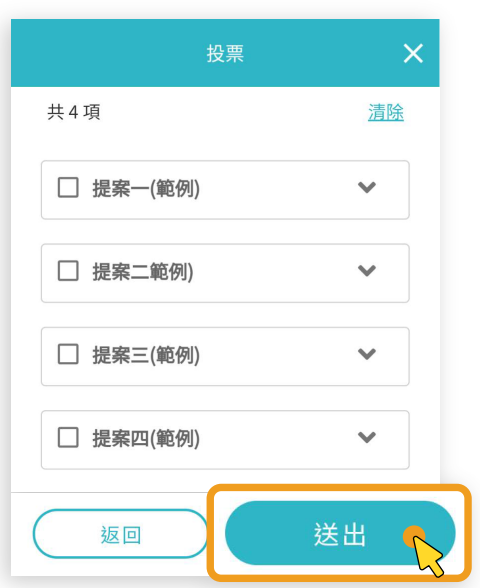 投票
共4項 清除
提案一(範例)
提案二範例)
提案三(範例)
提案四(範例)
返回 送出